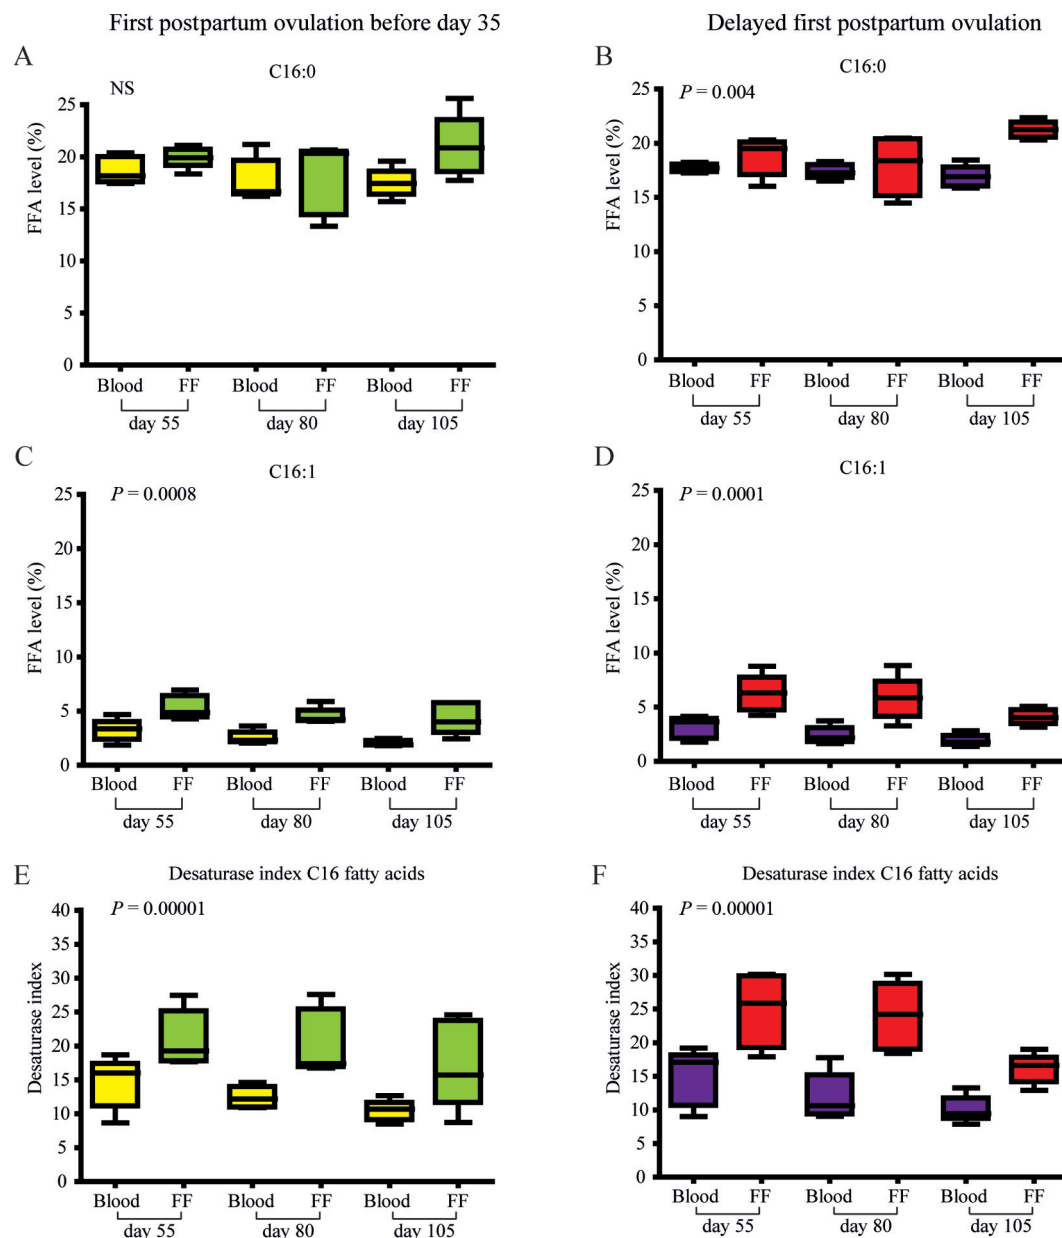 First postpartum ovulation before day 35
Delayed first postpartum ovulation
A
C16:0
NS
FFA level (%)
25
20
15
10
5
0
Blood FF Blood FF Blood FF
day 55 day 80 day 105
B
C16:0
P = 0.004
FFA level (%)
25
20
15
10
5
0
Blood FF Blood FF Blood FF
day 55 day 80 day 105
C
C16:1
P = 0.0008
FFA level (%)
25
20
15
10
5
0
Blood FF Blood FF Blood FF
day 55 day 80 day 105
D
C16:1
P = 0.0001
FFA level (%)
25
20
15
10
5
0
Blood FF Blood FF Blood FF
day 55 day 80 day 105
E
Desaturase index C16 fatty acids
P = 0.00001
Desaturase index
40
35
30
25
20
15
10
5
0
Blood FF Blood FF Blood FF
day 55 day 80 day 105
F
Desaturase index C16 fatty acids
P = 0.00001
Desaturase index
40
35
30
25
20
15
10
5
0
Blood FF Blood FF Blood FF
day 55 day 80 day 105